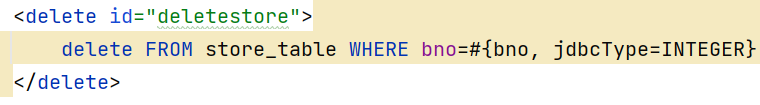 <delete id="deletestore">
    delete FROM store_table WHERE bno=#{bno, jdbcType=INTEGER}
</delete>